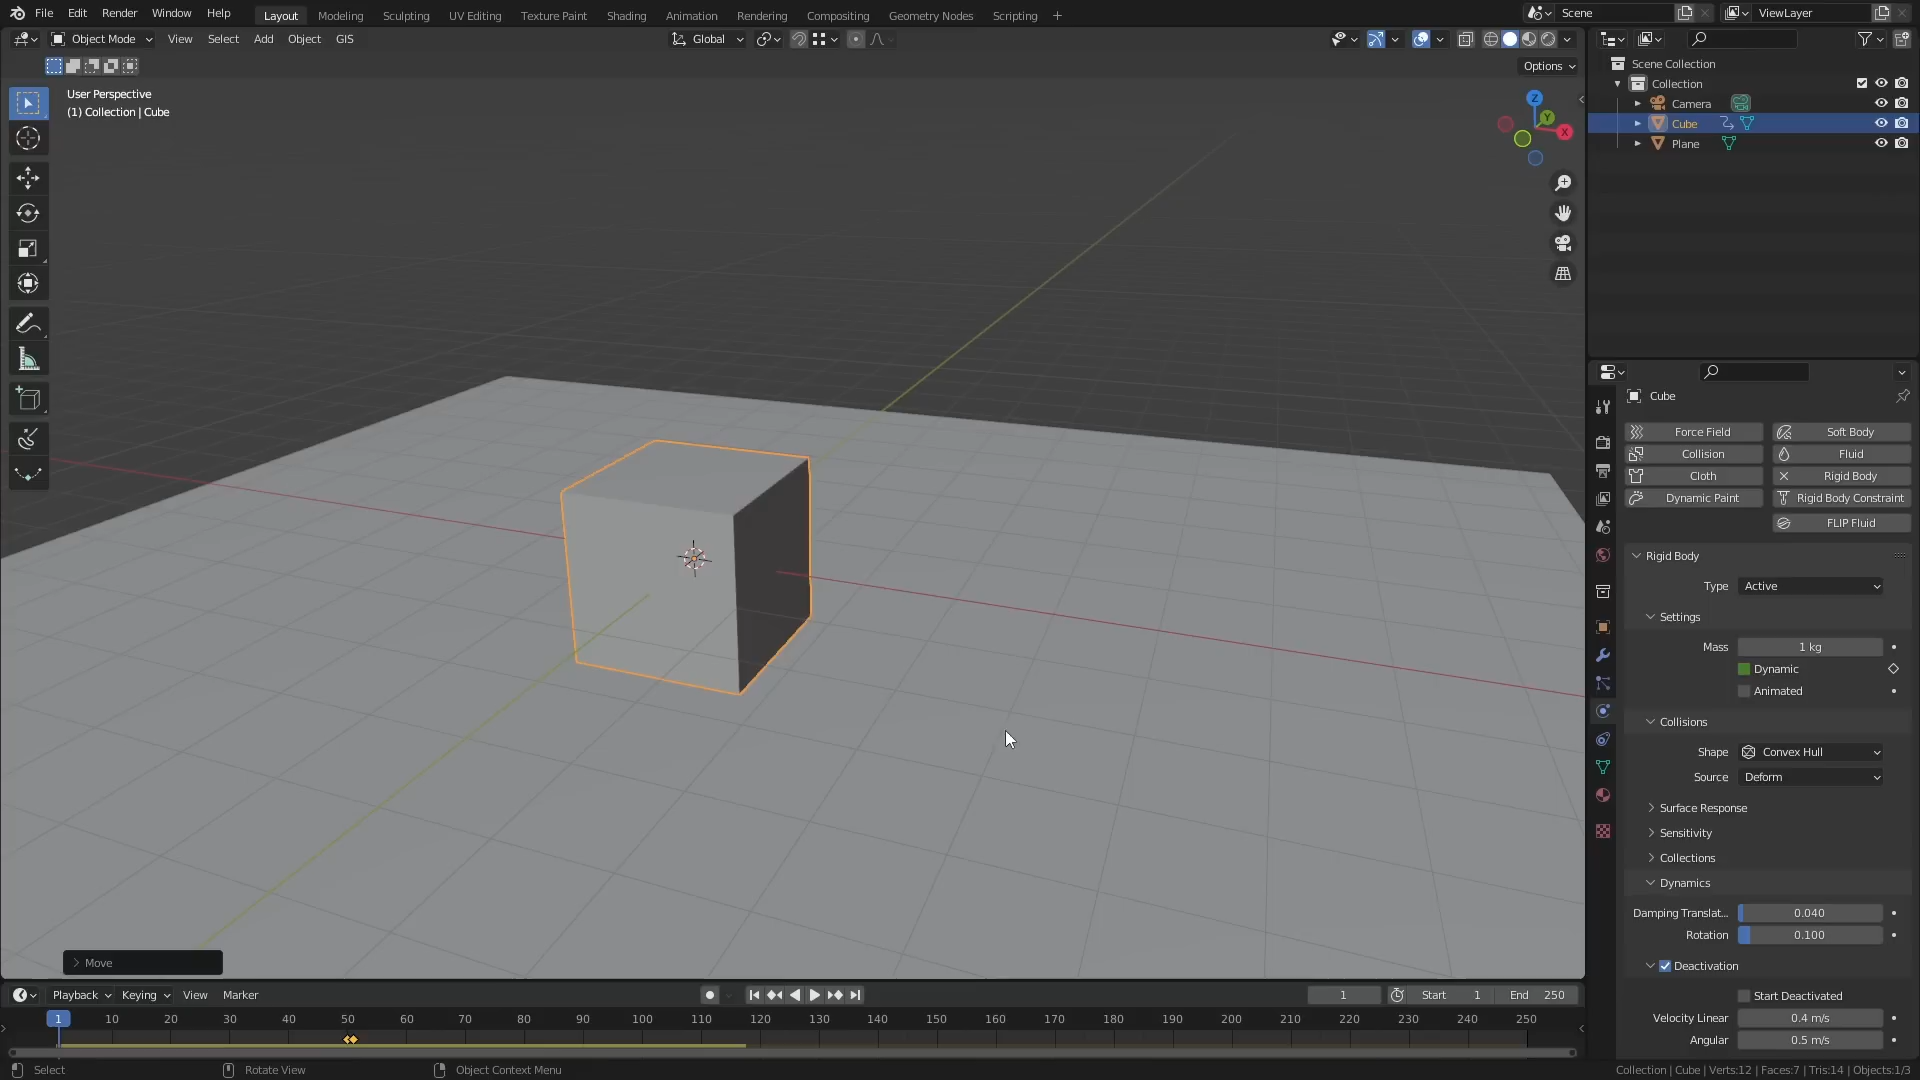 File Edit Render Window Help Layout Modeling Sculpting UV Editing Texture Paint Shading Animation Rendering Compositing Geometry Nodes Scripting + Scene ViewLayer
Object Mode View Select Add Object GIS Global
Options
User Perspective
(1) Collection | Cube
Z
Y
X
Scene Collection
Collection
Camera
Cube
Plane
Cube
Force Field Soft Body
Collision Fluid
Cloth Rigid Body
Dynamic Paint Rigid Body Constraint
FLIP Fluid
Rigid Body
Type Active
Settings
Mass 1 kg
Dynamic
Animated
Collisions
Shape Convex Hull
Source Deform
Surface Response
Sensitivity
Collections
Dynamics
Damping Translat... 0.040
Rotation 0.100
Deactivation
Start Deactivated
Velocity Linear 0.4 m/s
Angular 0.5 m/s
Move
Playback Keying View Marker 1 Start 1 End 250
1 10 20 30 40 50 60 70 80 90 100 110 120 130 140 150 160 170 180 190 200 210 220 230 240 250
Select Rotate View Object Context Menu Collection | Cube | Verts:12 | Faces:7 | Tris:14 | Objects:1/3